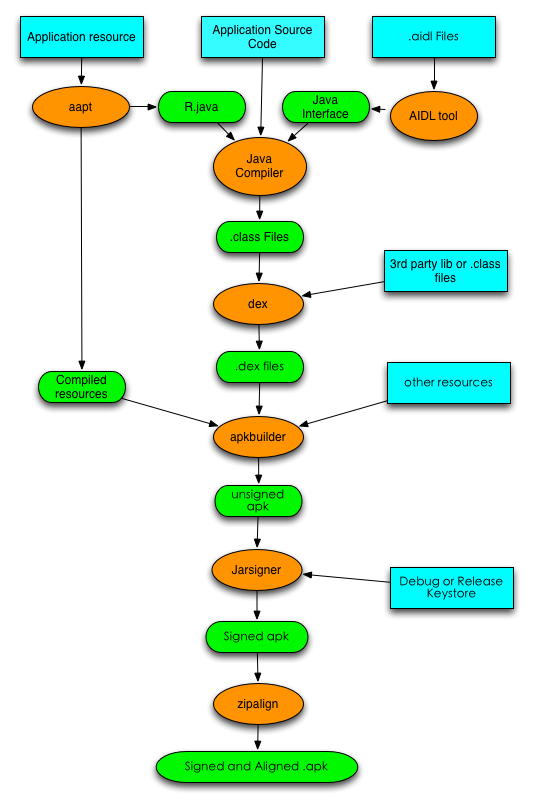 Application resource
Application Source
Code
.aidl Files
aapt
R.java
Java
Interface
AIDL tool
Java
Compiler
.class Files
3rd party lib or .class
files
dex
.dex files
Compiled
resources
other resources
apkbuilder
unsigned
apk
Jarsigner
Debug or Release
Keystore
Signed apk
zipalign
Signed and Aligned .apk